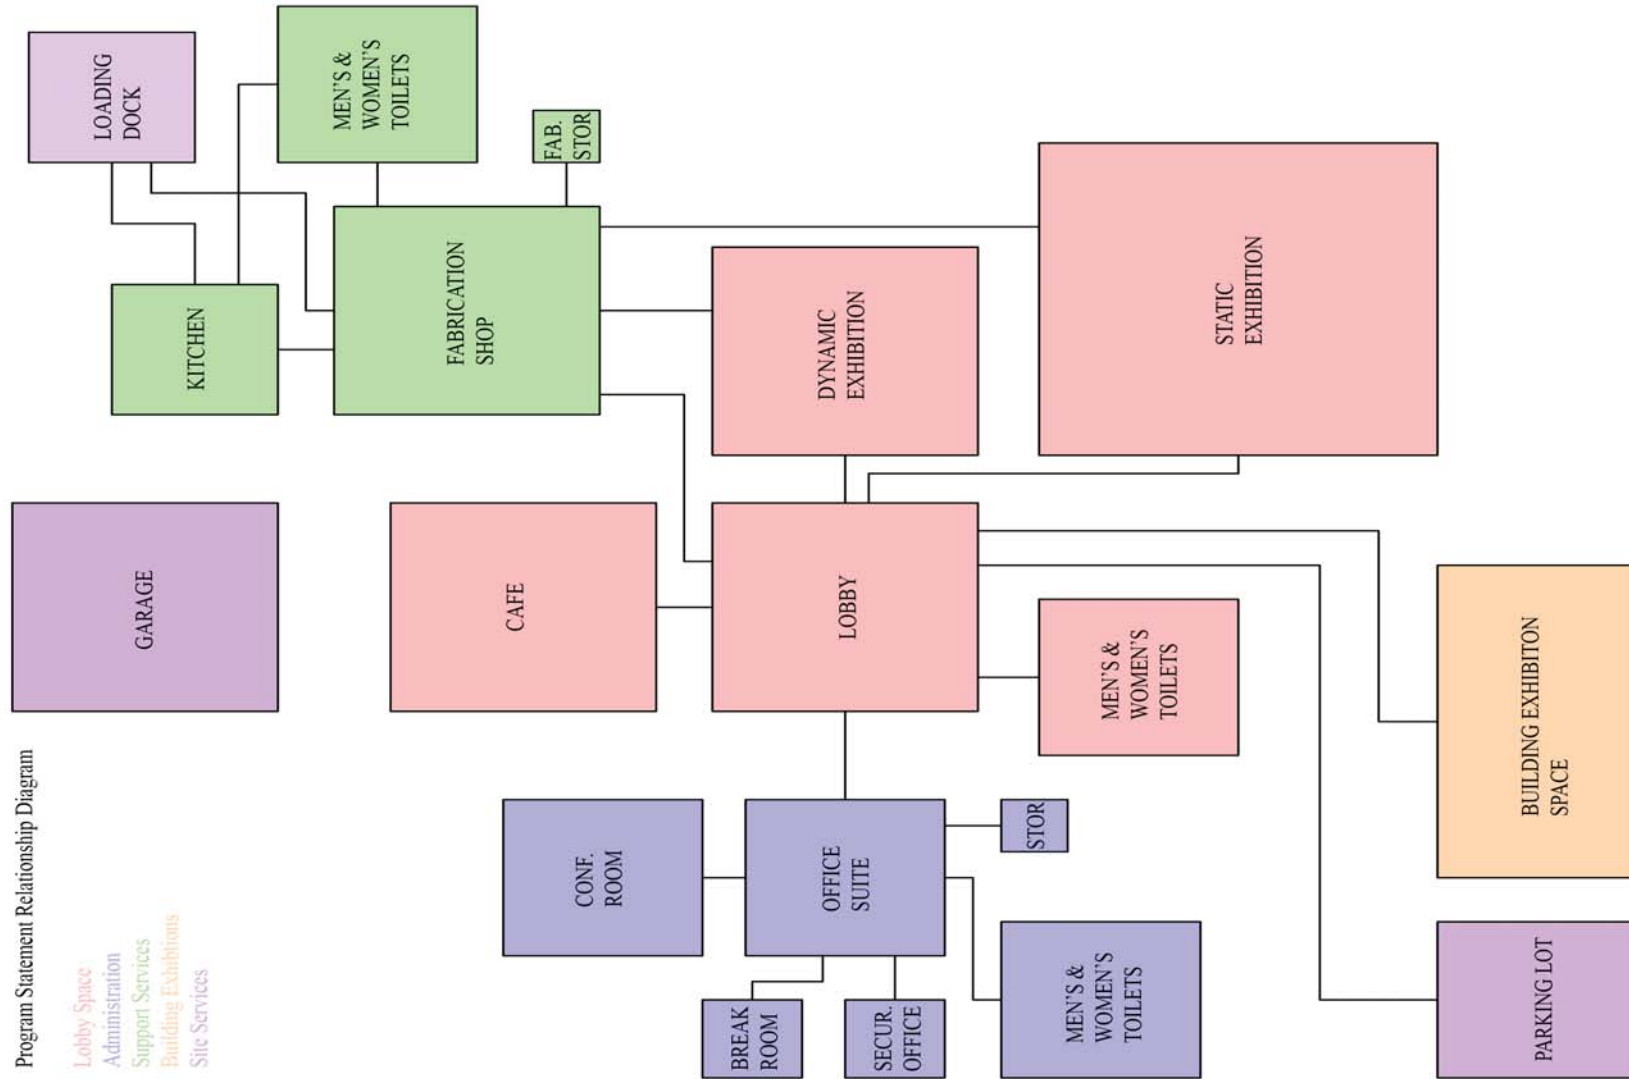 Program Statement Relationship Diagram
Lobby Space
Administration
Support Services
Building Exhibtions
Site Services
GARAGE
LOADING
DOCK
KITCHEN
MEN'S &
WOMEN'S
TOILETS
FAB.
STOR
FABRICATION
SHOP
CAFE
CONF.
ROOM
BREAK
ROOM
SECUR.
OFFICE
OFFICE
SUITE
LOBBY
DYNAMIC
EXHIBITION
STOR
MEN'S &
WOMEN'S
TOILETS
MEN'S &
WOMEN'S
TOILETS
STATIC
EXHIBITION
PARKING LOT
BUILDING EXHIBITON
SPACE